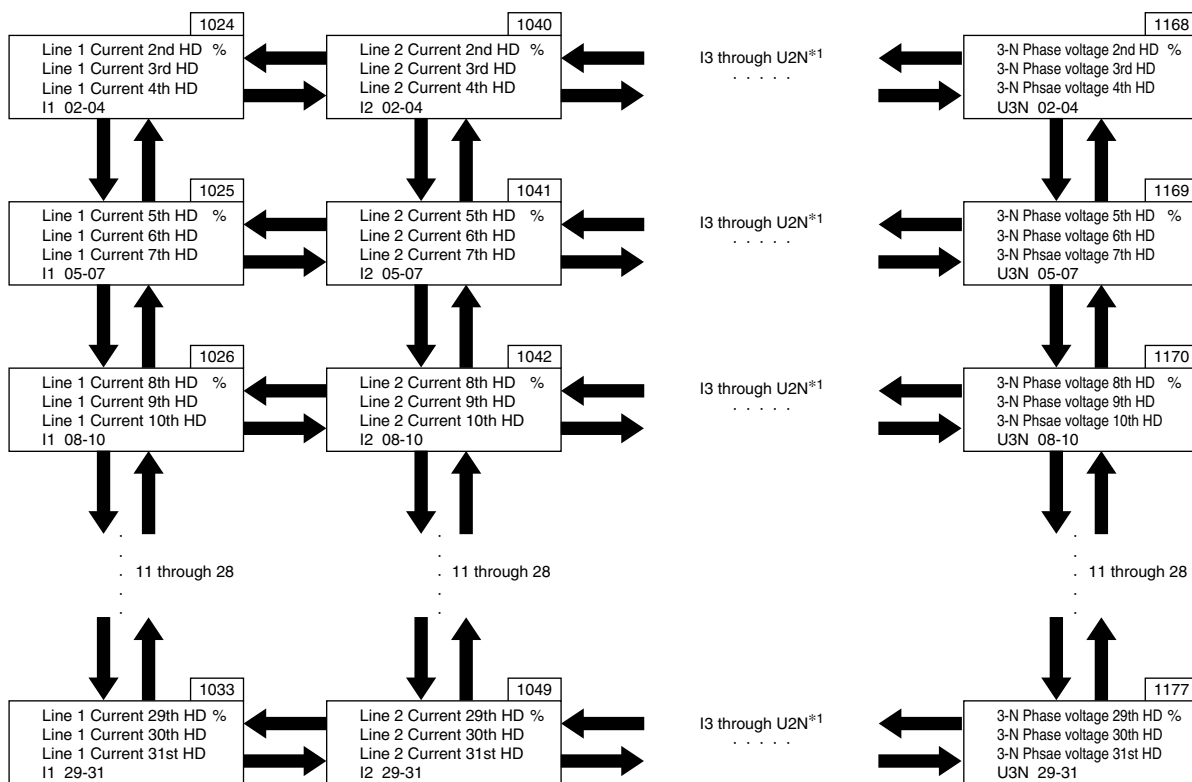 1024
Line 1 Current 2nd HD %
Line 1 Current 3rd HD
Line 1 Current 4th HD
I1 02-04
1040
Line 2 Current 2nd HD %
Line 2 Current 3rd HD
Line 2 Current 4th HD
I2 02-04
I3 through U2N*1
. . . . .
1168
3-N Phase voltage 2nd HD %
3-N Phase voltage 3rd HD
3-N Phsae voltage 4th HD
U3N 02-04
1025
Line 1 Current 5th HD %
Line 1 Current 6th HD
Line 1 Current 7th HD
I1 05-07
1041
Line 2 Current 5th HD %
Line 2 Current 6th HD
Line 2 Current 7th HD
I2 05-07
I3 through U2N*1
. . . . .
1169
3-N Phase voltage 5th HD %
3-N Phase voltage 6th HD
3-N Phsae voltage 7th HD
U3N 05-07
1026
Line 1 Current 8th HD %
Line 1 Current 9th HD
Line 1 Current 10th HD
I1 08-10
1042
Line 2 Current 8th HD %
Line 2 Current 9th HD
Line 2 Current 10th HD
I2 08-10
I3 through U2N*1
. . . . .
1170
3-N Phase voltage 8th HD %
3-N Phase voltage 9th HD
3-N Phsae voltage 10th HD
U3N 08-10
11 through 28
11 through 28
11 through 28
1033
Line 1 Current 29th HD %
Line 1 Current 30th HD
Line 1 Current 31st HD
I1 29-31
1049
Line 2 Current 29th HD %
Line 2 Current 30th HD
Line 2 Current 31st HD
I2 29-31
I3 through U2N*1
. . . . .
1177
3-N Phase voltage 29th HD %
3-N Phase voltage 30th HD
3-N Phsae voltage 31st HD
U3N 29-31